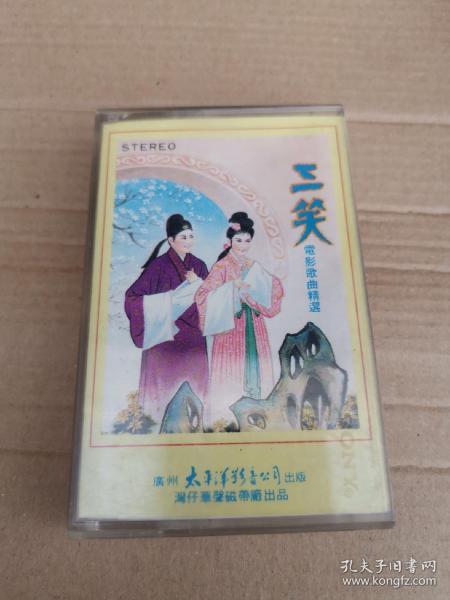 STEREO
三笑
電影歌曲精選
廣州 太平洋影音公司 出版
灣仔華聲磁帶廠出品
孔夫子旧书网
www.kongfz.com